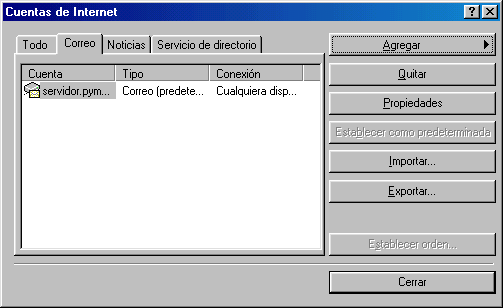 Cuentas de Internet
Todo Correo Noticias Servicio de directorio
Cuenta Tipo Conexión
servidor.pym... Correo (predete... Cualquiera disp...
Agregar
Quitar
Propiedades
Establecer como predeterminada
Importar...
Exportar...
Establecer orden...
Cerrar